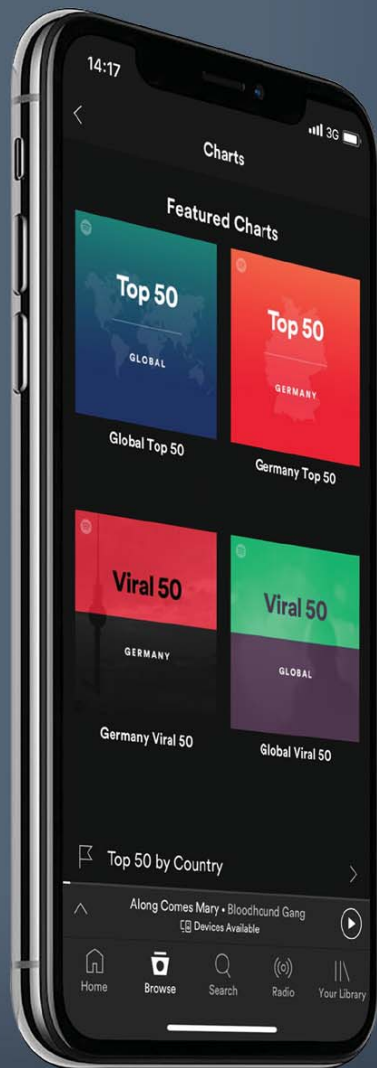 14:17
3G
Charts
Featured Charts
Top 50
GLOBAL
Global Top 50
Top 50
GERMANY
Germany Top 50
Viral 50
GERMANY
Germany Viral 50
Viral 50
GLOBAL
Global Viral 50
Top 50 by Country
Along Comes Mary • Bloodhound Gang
Devices Available
Home
Browse
Search
Radio
Your Library